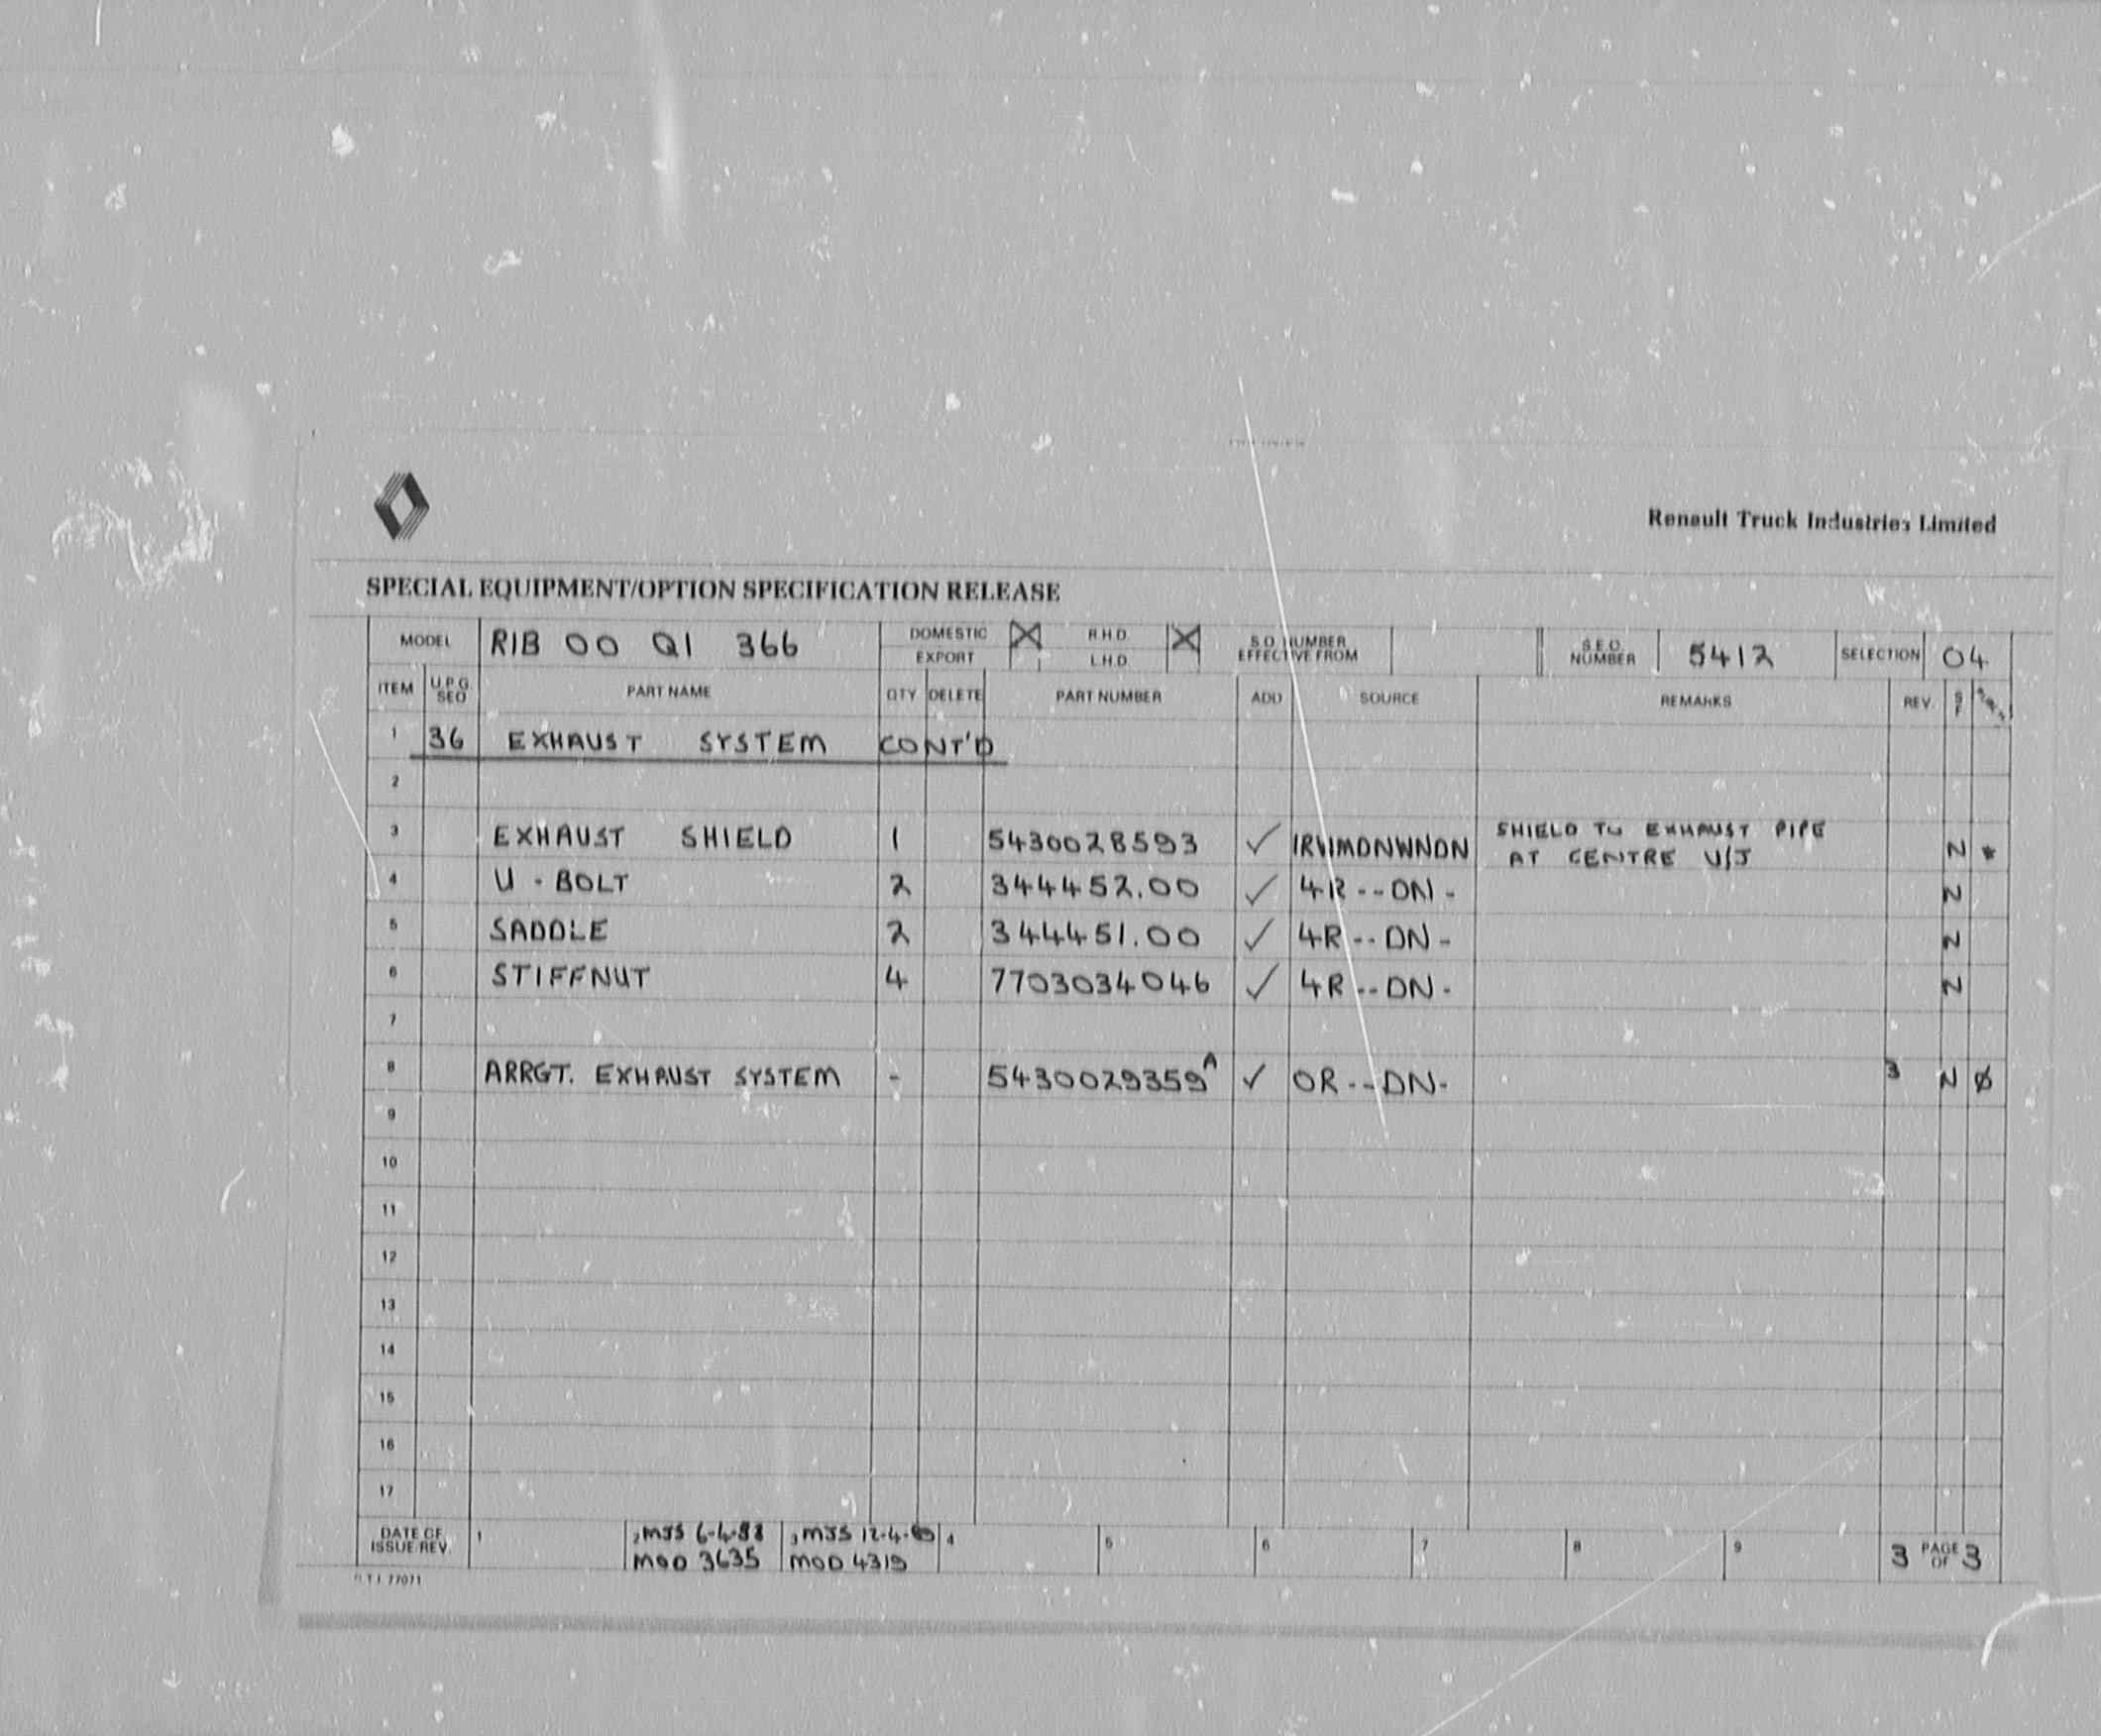 Renault Truck Industries Limited
SPECIAL EQUIPMENT/OPTION SPECIFICATION RELEASE
MODEL RIB 00 Q1 366 DOMESTIC R.H.D. S.O. NUMBER S.E.O. 5412 SELECTION 04
EXPORT L.H.D. EFFECTIVE FROM NUMBER
ITEM U.P.G. SEQ PART NAME QTY DELETE PART NUMBER ADD SOURCE REMARKS REV
1 36 EXHAUST SYSTEM CONT'D
2
3 EXHAUST SHIELD 1 5430028593 ✓ SHIELD TO EXHAUST PIPE N *
AT CENTRE U/J
4 U-BOLT 2 344452.00 ✓ 4R--DN- N
5 SADDLE 2 344451.00 ✓ 4R--DN- N
6 STIFFNUT 4 7703034046 ✓ 4R--DN- N
7
8 ARRGT. EXHAUST SYSTEM - 5430029359A ✓ OR--DN- 3 N Ø
9
10
11
12
13
14
15
16
17
DATE OF 1 2 MJS 6-4-88 3 MJS 12-4- 4 5 6 7 8 9 3 PAGE 3
ISSUE/REV. MOD 3635 MOD 4319 OF
R.T.I. 77071